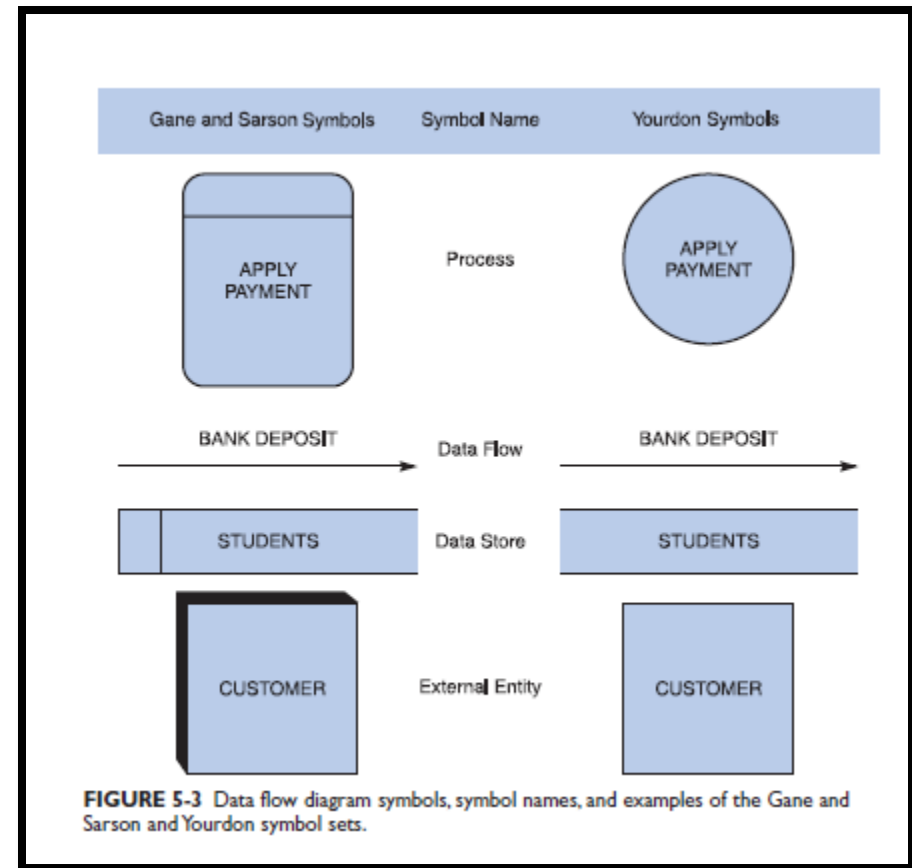 Gane and Sarson Symbols Symbol Name Yourdon Symbols
APPLY
PAYMENT
Process
APPLY
PAYMENT
BANK DEPOSIT
Data Flow
BANK DEPOSIT
STUDENTS
Data Store
STUDENTS
CUSTOMER
External Entity
CUSTOMER
FIGURE 5-3 Data flow diagram symbols, symbol names, and examples of the Gane and
Sarson and Yourdon symbol sets.